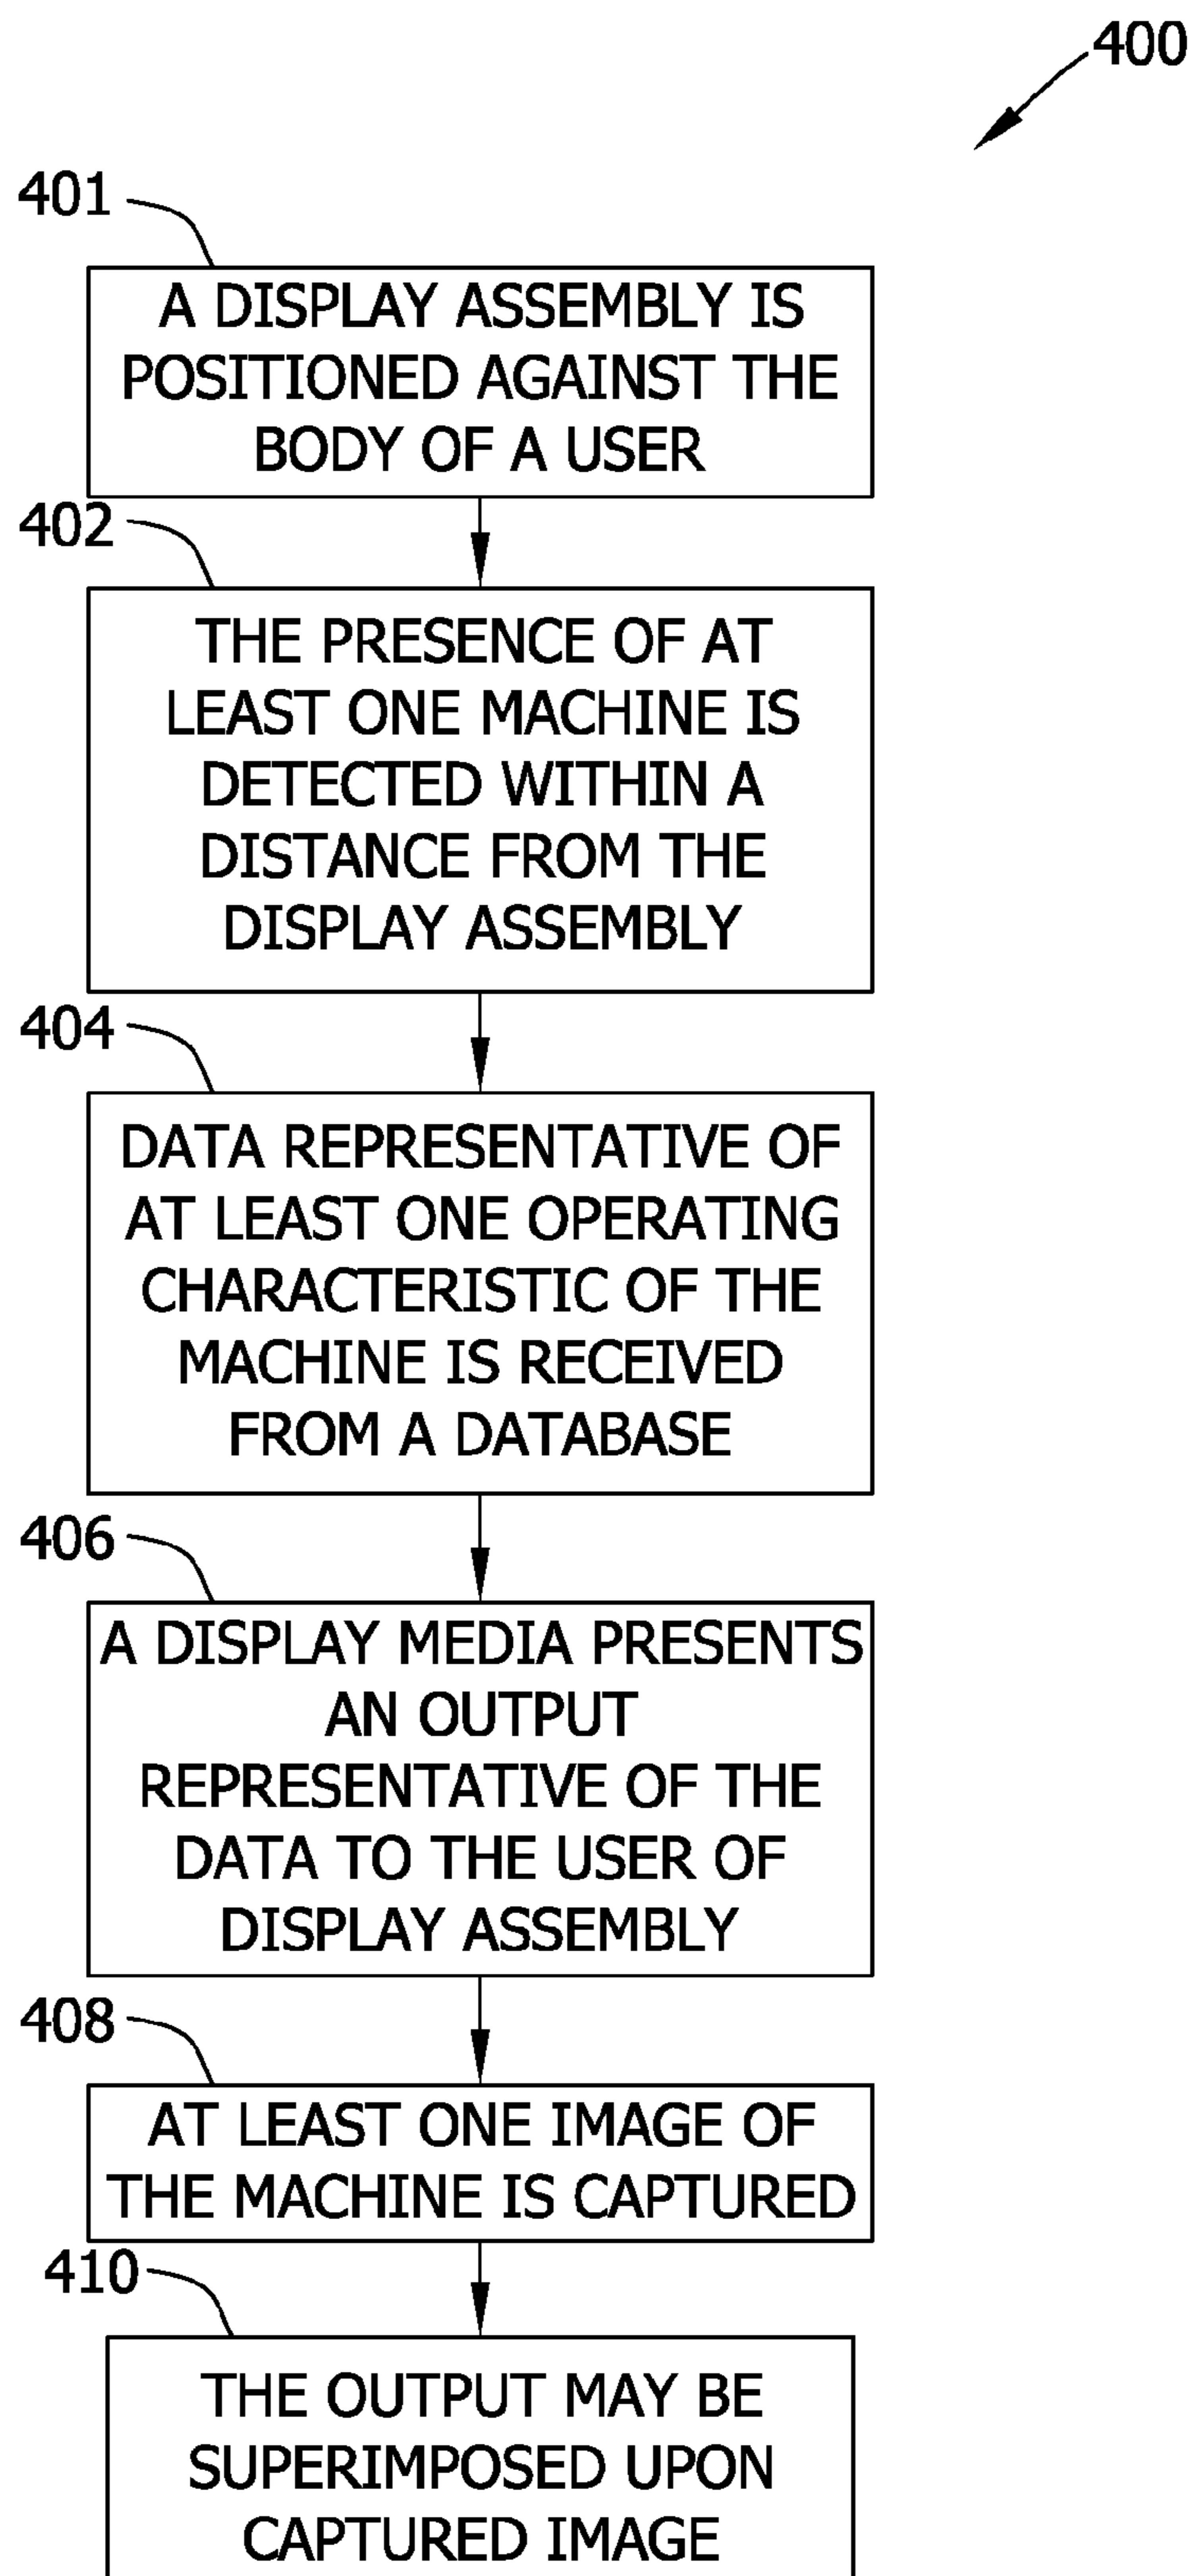 400
401
A DISPLAY ASSEMBLY IS
POSITIONED AGAINST THE
BODY OF A USER
402
THE PRESENCE OF AT
LEAST ONE MACHINE IS
DETECTED WITHIN A
DISTANCE FROM THE
DISPLAY ASSEMBLY
404
DATA REPRESENTATIVE OF
AT LEAST ONE OPERATING
CHARACTERISTIC OF THE
MACHINE IS RECEIVED
FROM A DATABASE
406
A DISPLAY MEDIA PRESENTS
AN OUTPUT
REPRESENTATIVE OF THE
DATA TO THE USER OF
DISPLAY ASSEMBLY
408
AT LEAST ONE IMAGE OF
THE MACHINE IS CAPTURED
410
THE OUTPUT MAY BE
SUPERIMPOSED UPON
CAPTURED IMAGE